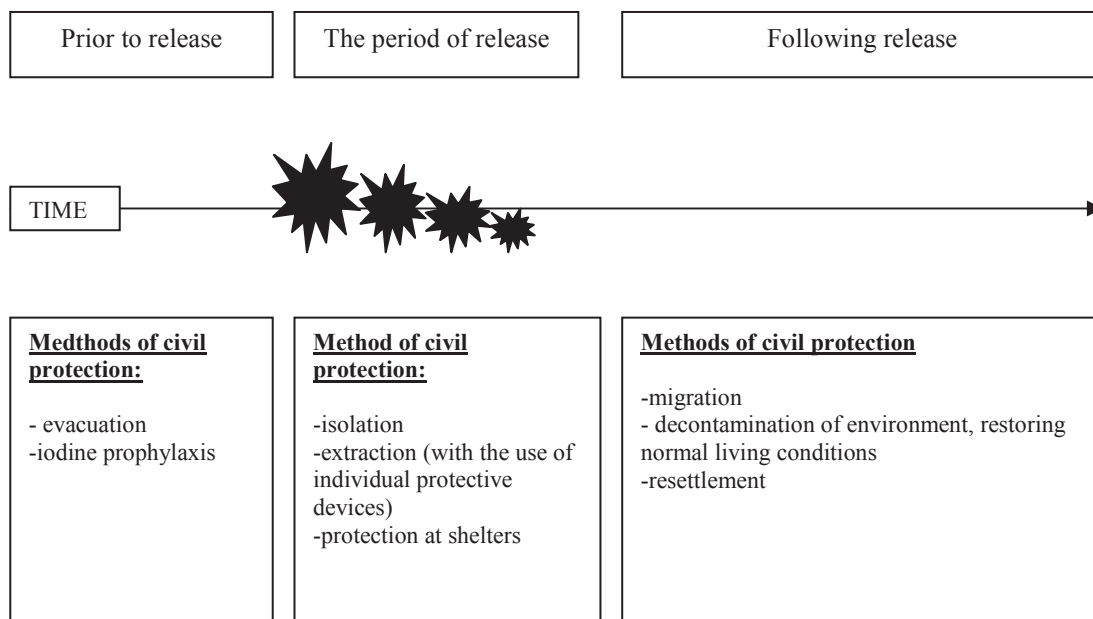 Prior to release
The period of release
Following release
TIME
Medthods of civil
protection:
- evacuation
-iodine prophylaxis
Method of civil
protection:
-isolation
-extraction (with the use of
individual protective
devices)
-protection at shelters
Methods of civil protection
-migration
- decontamination of environment, restoring
normal living conditions
-resettlement